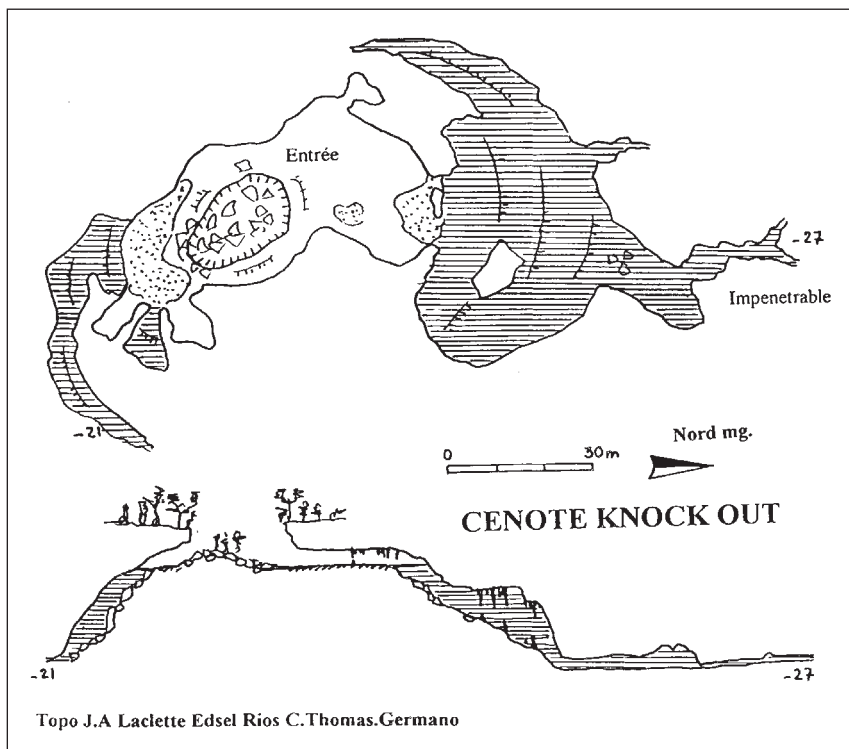 Entrée
-27
Impenetrable
-21
0 30m
Nord mg.
CENOTE KNOCK OUT
-21
-27
Topo J.A Laclette Edsel Rios C.Thomas.Germano